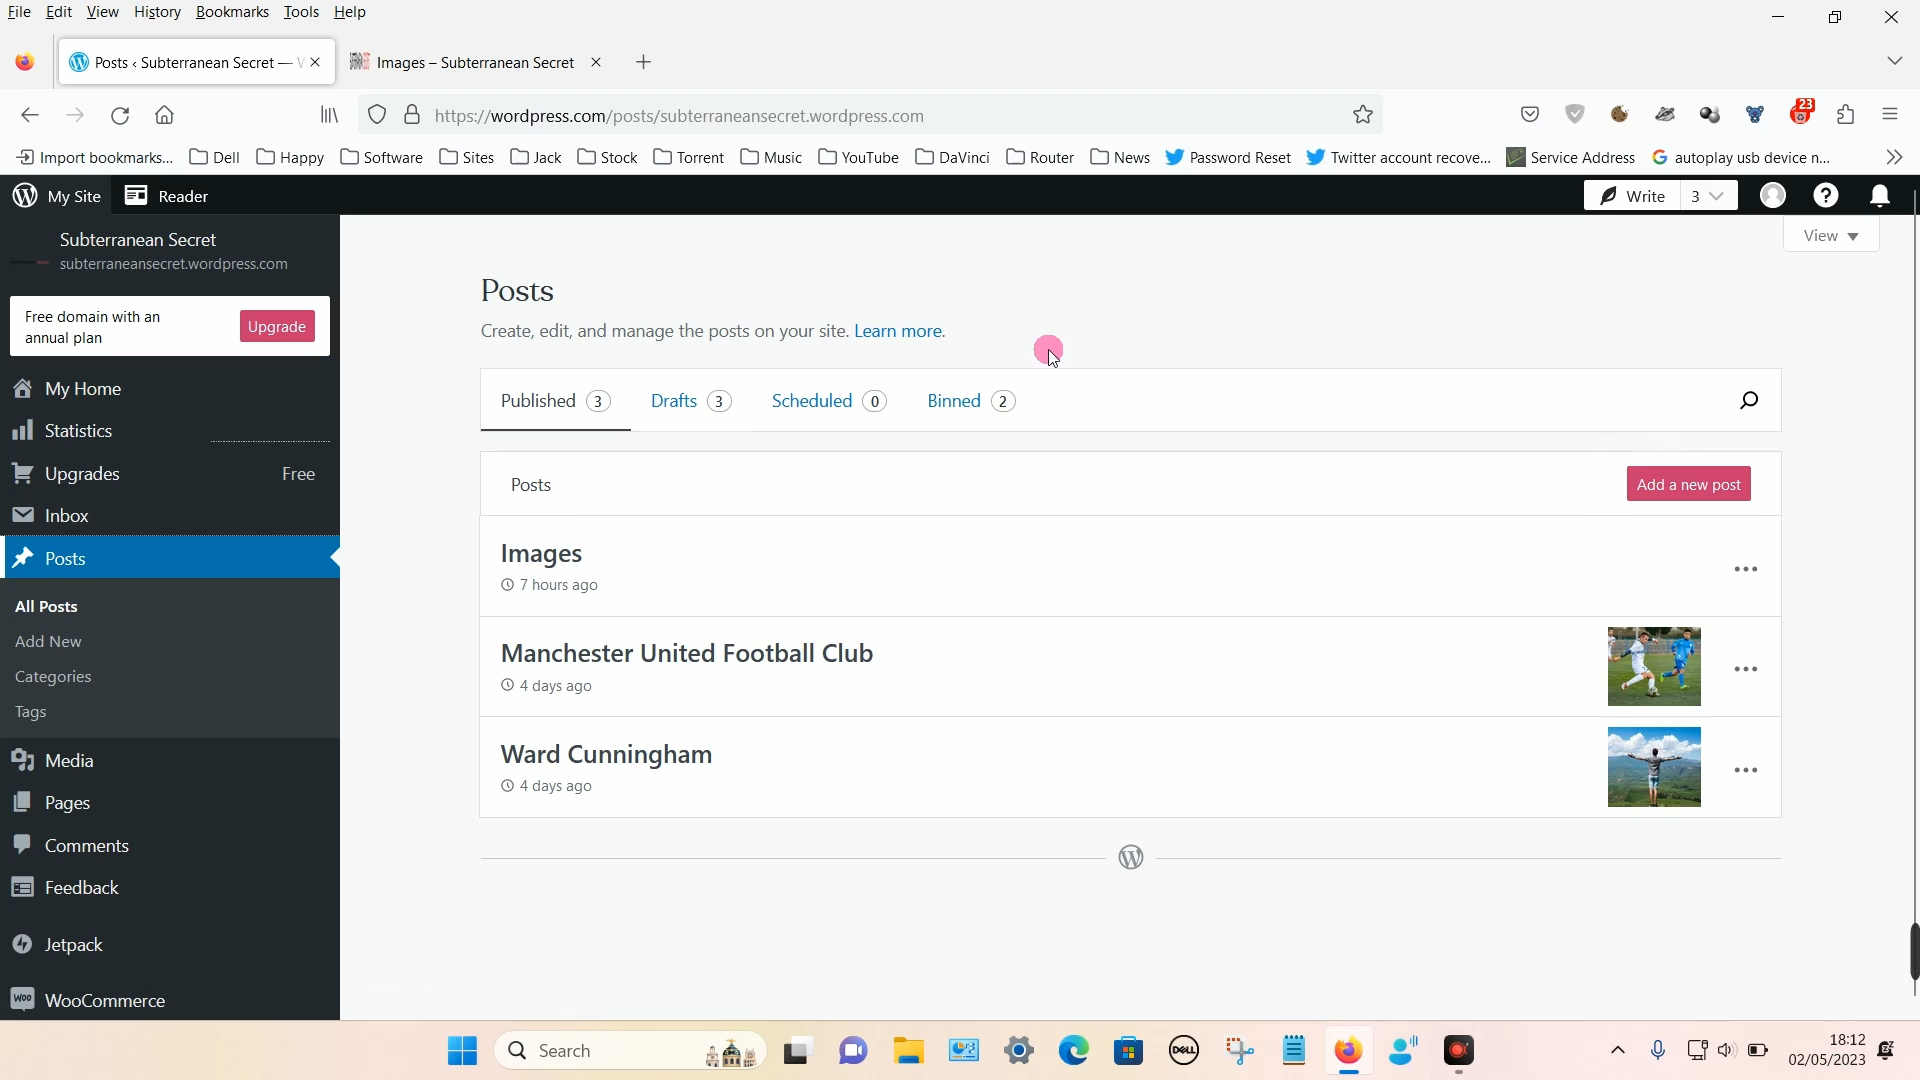 File Edit View History Bookmarks Tools Help
Posts ‹ Subterranean Secret — Images – Subterranean Secret
https://wordpress.com/posts/subterraneansecret.wordpress.com 23
Import bookmarks... Dell Happy Software Sites Jack Stock Torrent Music YouTube DaVinci Router News Password Reset Twitter account recove... Service Address autoplay usb device n...
My Site Reader Write 3
Subterranean Secret
subterraneansecret.wordpress.com
View
Free domain with an
annual plan
Upgrade
My Home
Statistics
Upgrades Free
Inbox
Posts
All Posts
Add New
Categories
Tags
Media
Pages
Comments
Feedback
Jetpack
WooCommerce
Posts
Create, edit, and manage the posts on your site. Learn more.
Published 3 Drafts 3 Scheduled 0 Binned 2
Posts Add a new post
Images
7 hours ago
Manchester United Football Club
4 days ago
Ward Cunningham
4 days ago
Search
DELL
18:12
02/05/2023